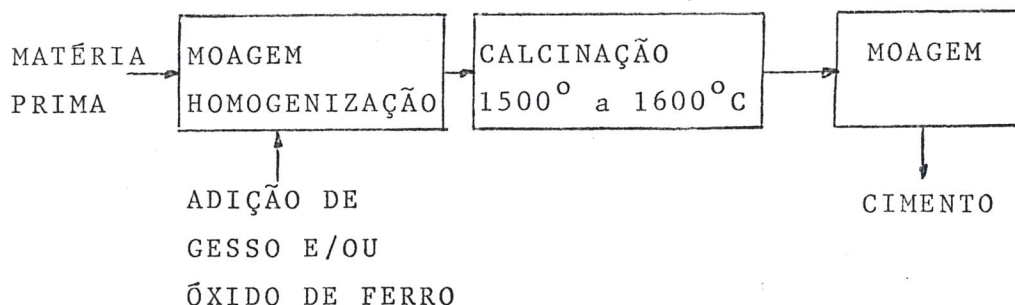 MATÉRIA
PRIMA
MOAGEM
HOMOGENIZAÇÃO
CALCINAÇÃO
1500° a 1600°C
MOAGEM
ADIÇÃO DE
GESSO E/OU
ÓXIDO DE FERRO
CIMENTO